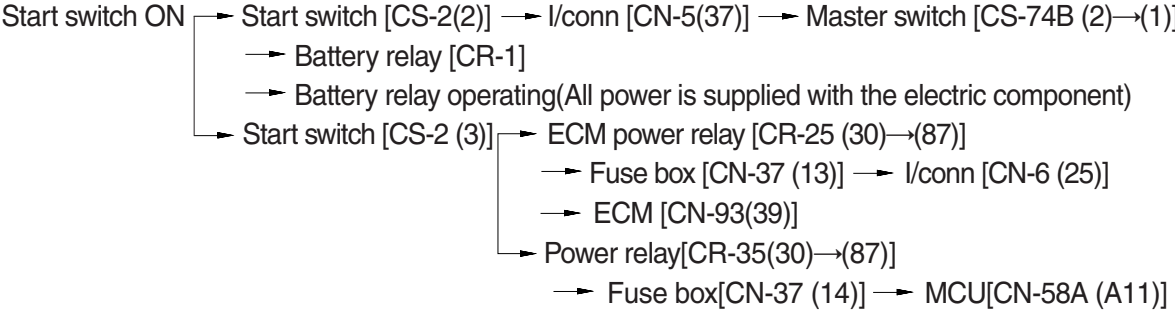 Start switch ON → Start switch [CS-2(2)] → I/conn [CN-5(37)] → Master switch [CS-74B (2)→(1)]
→ Battery relay [CR-1]
→ Battery relay operating(All power is supplied with the electric component)
→ Start switch [CS-2 (3)] → ECM power relay [CR-25 (30)→(87)]
→ Fuse box [CN-37 (13)] → I/conn [CN-6 (25)]
→ ECM [CN-93(39)]
→ Power relay[CR-35(30)→(87)]
→ Fuse box[CN-37 (14)] → MCU[CN-58A (A11)]